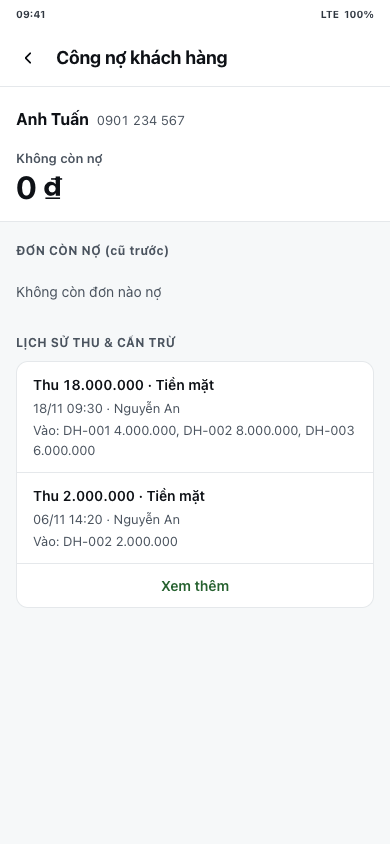 09:41
LTE 100%
Công nợ khách hàng
Anh Tuấn 0901 234 567
Không còn nợ
0 ₫
ĐƠN CÒN NỢ (cũ trước)
Không còn đơn nào nợ
LỊCH SỬ THU & CẤN TRỪ
Thu 18.000.000 · Tiền mặt
18/11 09:30 · Nguyễn An
Vào: DH-001 4.000.000, DH-002 8.000.000, DH-003
6.000.000
Thu 2.000.000 · Tiền mặt
06/11 14:20 · Nguyễn An
Vào: DH-002 2.000.000
Xem thêm